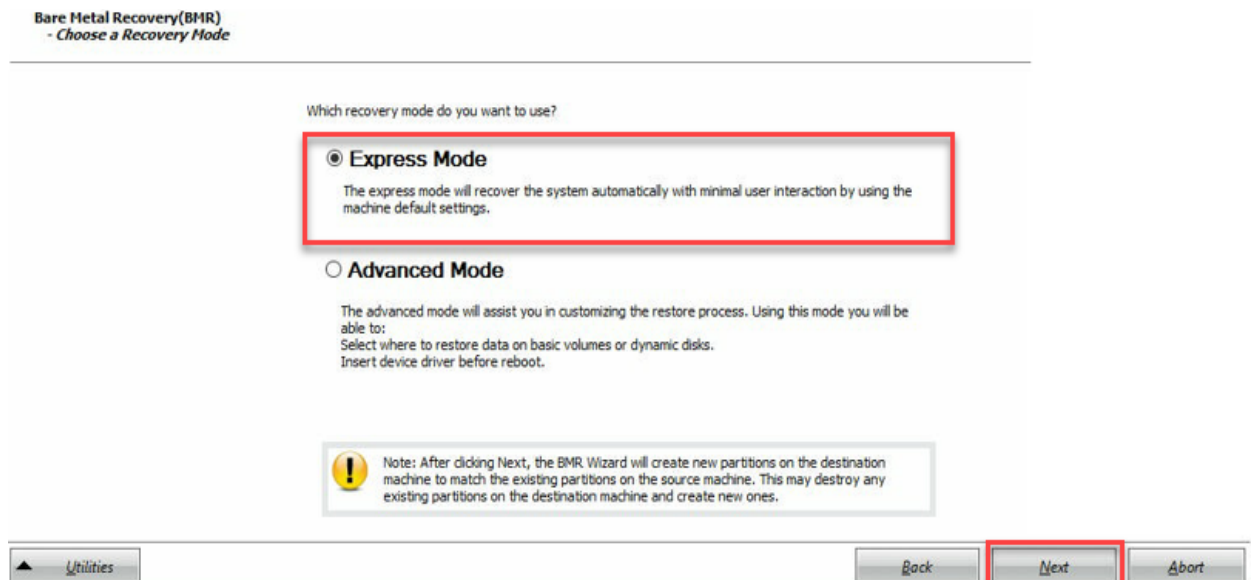 Bare Metal Recovery(BMR)
- Choose a Recovery Mode
Which recovery mode do you want to use?
Express Mode
The express mode will recover the system automatically with minimal user interaction by using the
machine default settings.
Advanced Mode
The advanced mode will assist you in customizing the restore process. Using this mode you will be
able to:
Select where to restore data on basic volumes or dynamic disks.
Insert device driver before reboot.
Note: After clicking Next, the BMR Wizard will create new partitions on the destination
machine to match the existing partitions on the source machine. This may destroy any
existing partitions on the destination machine and create new ones.
Utilities
Back
Next
Abort